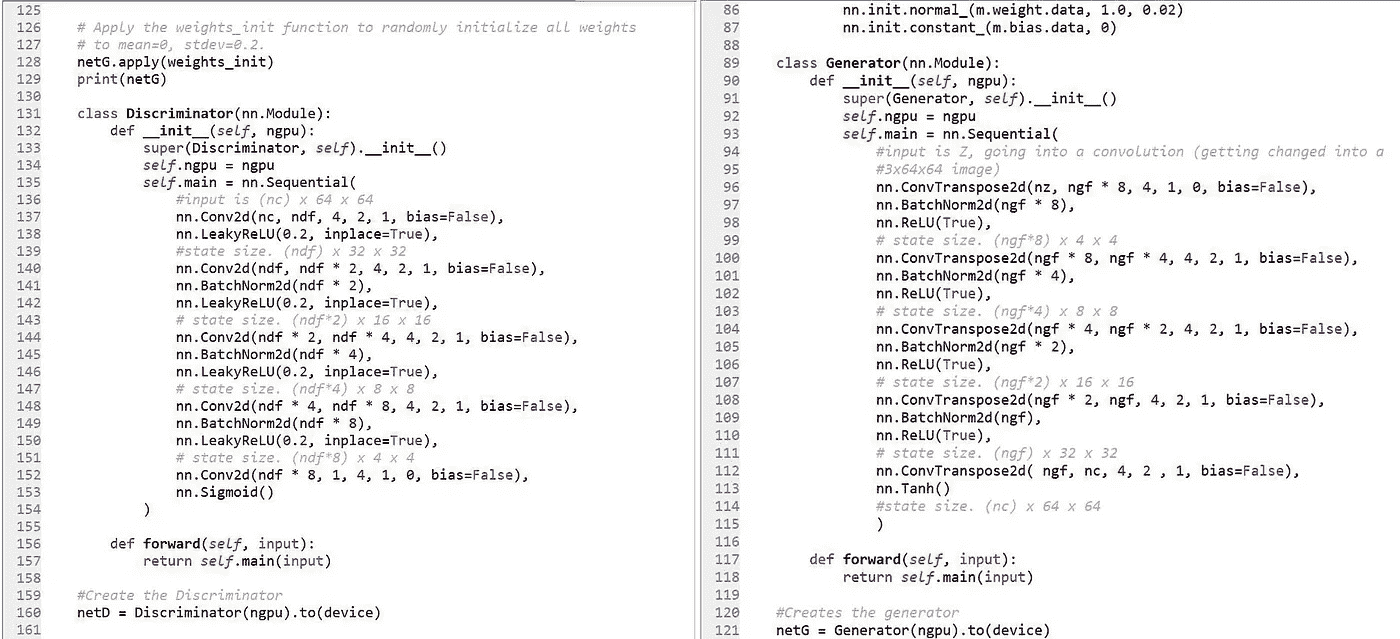 125
126 # Apply the weights_init function to randomly initialize all weights
127 # to mean=0, stdev=0.2.
128 netG.apply(weights_init)
129 print(netG)
130
131 class Discriminator(nn.Module):
132 def __init__(self, ngpu):
133 super(Discriminator, self).__init__()
134 self.ngpu = ngpu
135 self.main = nn.Sequential(
136 #input is (nc) x 64 x 64
137 nn.Conv2d(nc, ndf, 4, 2, 1, bias=False),
138 nn.LeakyReLU(0.2, inplace=True),
139 #state size. (ndf) x 32 x 32
140 nn.Conv2d(ndf, ndf * 2, 4, 2, 1, bias=False),
141 nn.BatchNorm2d(ndf * 2),
142 nn.LeakyReLU(0.2, inplace=True),
143 # state size. (ndf*2) x 16 x 16
144 nn.Conv2d(ndf * 2, ndf * 4, 4, 2, 1, bias=False),
145 nn.BatchNorm2d(ndf * 4),
146 nn.LeakyReLU(0.2, inplace=True),
147 # state size. (ndf*4) x 8 x 8
148 nn.Conv2d(ndf * 4, ndf * 8, 4, 2, 1, bias=False),
149 nn.BatchNorm2d(ndf * 8),
150 nn.LeakyReLU(0.2, inplace=True),
151 # state size. (ndf*8) x 4 x 4
152 nn.Conv2d(ndf * 8, 1, 4, 1, 0, bias=False),
153 nn.Sigmoid()
154 )
155
156 def forward(self, input):
157 return self.main(input)
158
159 #Create the Discriminator
160 netD = Discriminator(ngpu).to(device)
161
86 nn.init.normal_(m.weight.data, 1.0, 0.02)
87 nn.init.constant_(m.bias.data, 0)
88
89 class Generator(nn.Module):
90 def __init__(self, ngpu):
91 super(Generator, self).__init__()
92 self.ngpu = ngpu
93 self.main = nn.Sequential(
94 #input is Z, going into a convolution (getting changed into a
95 #3x64x64 image)
96 nn.ConvTranspose2d(nz, ngf * 8, 4, 1, 0, bias=False),
97 nn.BatchNorm2d(ngf * 8),
98 nn.ReLU(True),
99 # state size. (ngf*8) x 4 x 4
100 nn.ConvTranspose2d(ngf * 8, ngf * 4, 4, 2, 1, bias=False),
101 nn.BatchNorm2d(ngf * 4),
102 nn.ReLU(True),
103 # state size. (ngf*4) x 8 x 8
104 nn.ConvTranspose2d(ngf * 4, ngf * 2, 4, 2, 1, bias=False),
105 nn.BatchNorm2d(ngf * 2),
106 nn.ReLU(True),
107 # state size. (ngf*2) x 16 x 16
108 nn.ConvTranspose2d(ngf * 2, ngf, 4, 2, 1, bias=False),
109 nn.BatchNorm2d(ngf),
110 nn.ReLU(True),
111 # state size. (ngf) x 32 x 32
112 nn.ConvTranspose2d( ngf, nc, 4, 2 , 1, bias=False),
113 nn.Tanh()
114 #state size. (nc) x 64 x 64
115 )
116
117 def forward(self, input):
118 return self.main(input)
119
120 #Creates the generator
121 netG = Generator(ngpu).to(device)